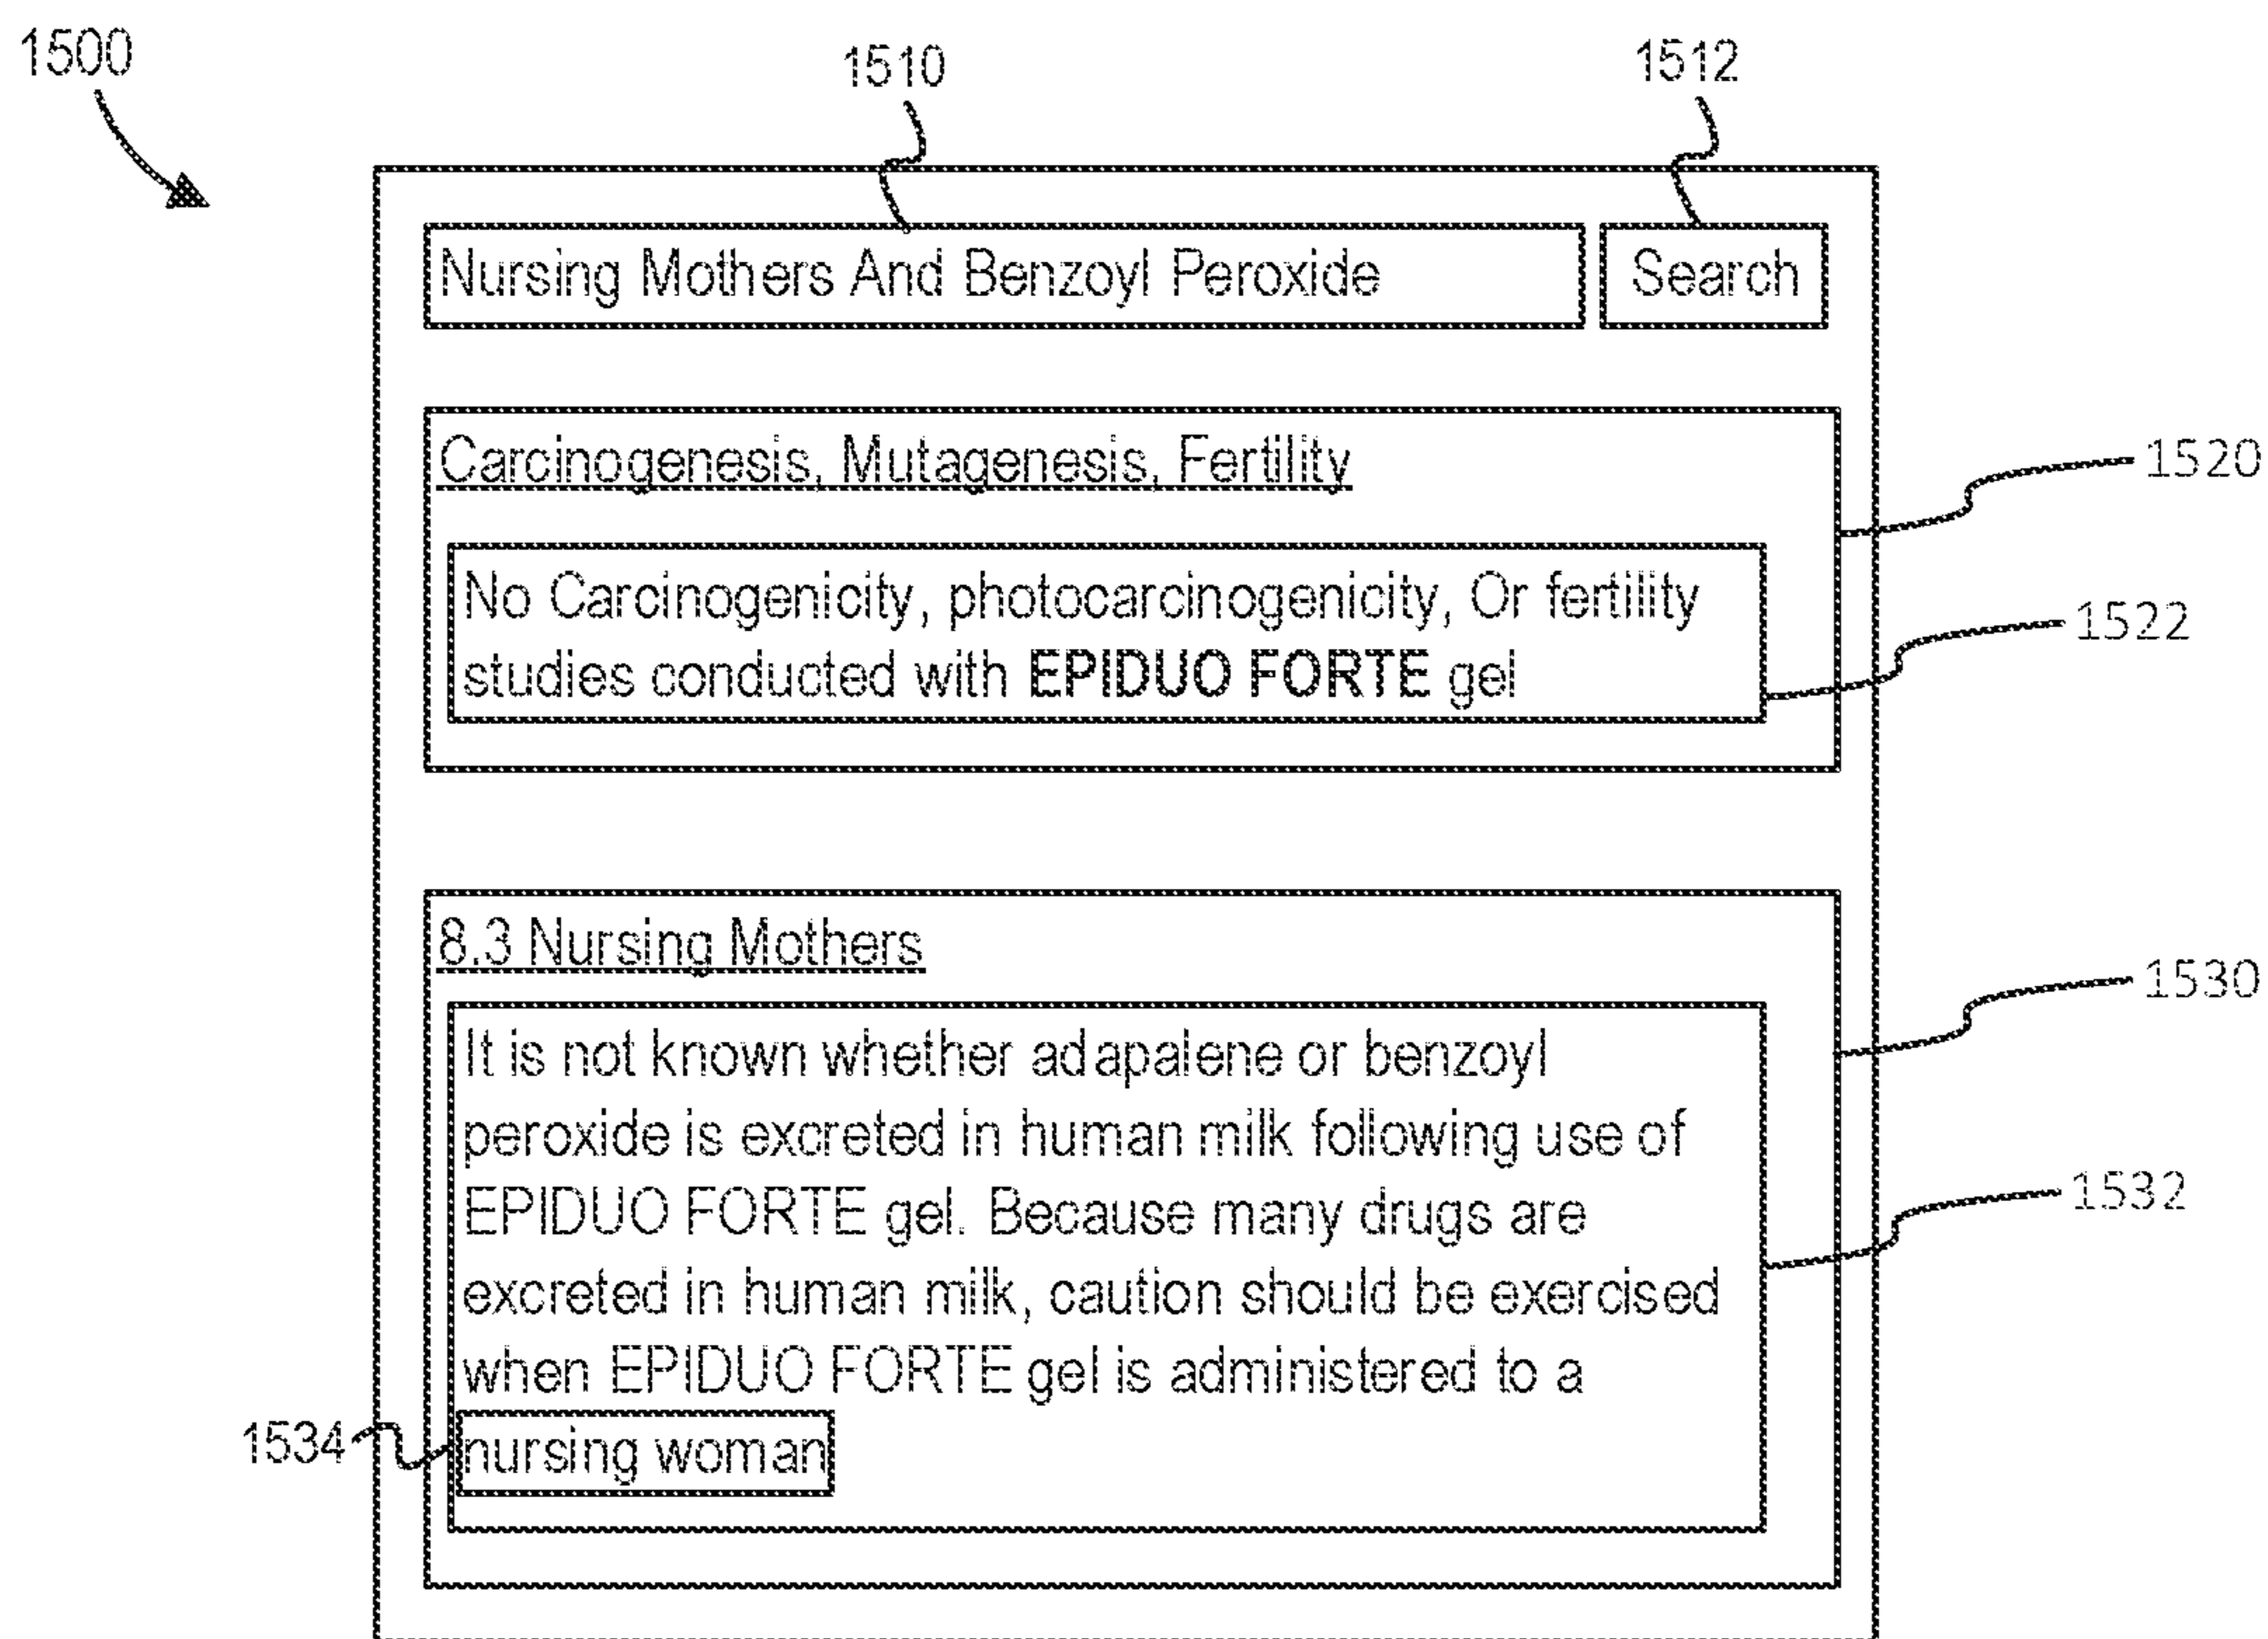 1500
1510
1512
Nursing Mothers And Benzoyl Peroxide
Search
Carcinogenesis, Mutagenesis, Fertility
1520
No Carcinogenicity, photocarcinogenicity, Or fertility
studies conducted with EPIDUO FORTE gel
1522
8.3 Nursing Mothers
1530
It is not known whether adapalene or benzoyl
peroxide is excreted in human milk following use of
EPIDUO FORTE gel. Because many drugs are
1532
excreted in human milk, caution should be exercised
when EPIDUO FORTE gel is administered to a
1534
nursing woman